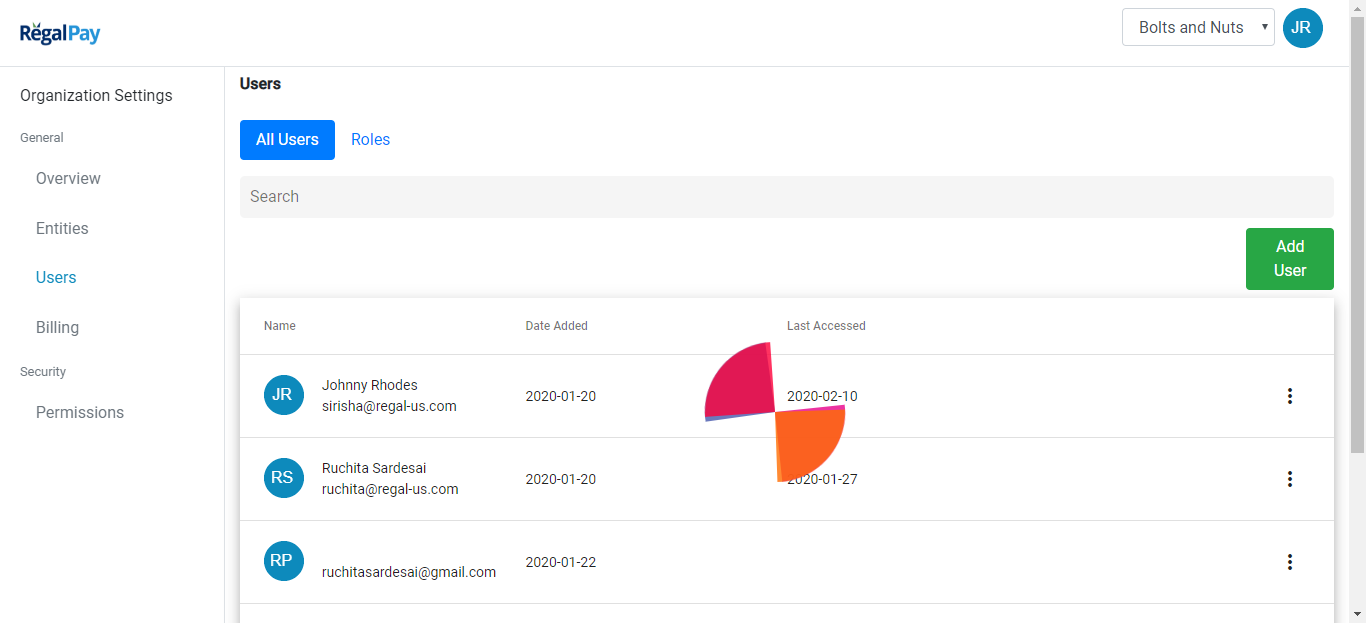 RegalPay
Bolts and Nuts
JR
Organization Settings
General
Overview
Entities
Users
Billing
Security
Permissions
Users
All Users Roles
Search
Add
User
Name Date Added Last Accessed
JR
Johnny Rhodes
sirisha@regal-us.com
2020-01-20 2020-02-10
RS
Ruchita Sardesai
ruchita@regal-us.com
2020-01-20 2020-01-27
RP
ruchitasardesai@gmail.com
2020-01-22